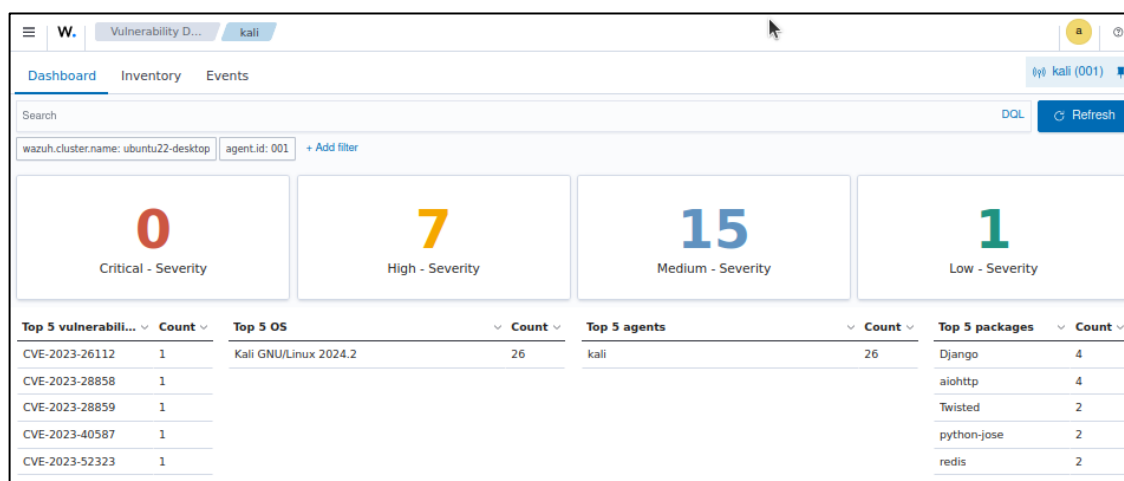 W. Vulnerability D... kali a
Dashboard Inventory Events kali (001)
Search DQL Refresh
wazuh.cluster.name: ubuntu22-desktop agent.id: 001 + Add filter
0 7 15 1
Critical - Severity High - Severity Medium - Severity Low - Severity
Top 5 vulnerabili... Count Top 5 OS Count Top 5 agents Count Top 5 packages Count
CVE-2023-26112 1 Kali GNU/Linux 2024.2 26 kali 26 Django 4
CVE-2023-28858 1 aiohttp 4
CVE-2023-28859 1 Twisted 2
CVE-2023-40587 1 python-jose 2
CVE-2023-52323 1 redis 2